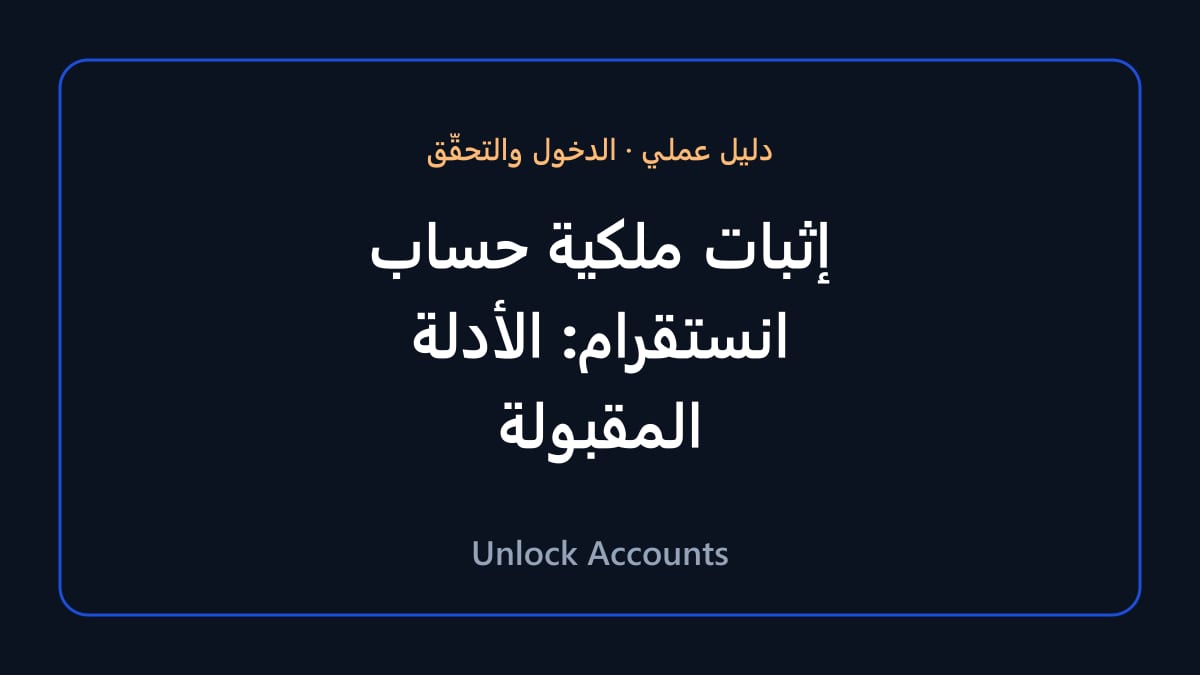 دليل عملي · الدخول والتحقّق
إثبات ملكية حساب
انستقرام: الأدلة
المقبولة
Unlock Accounts